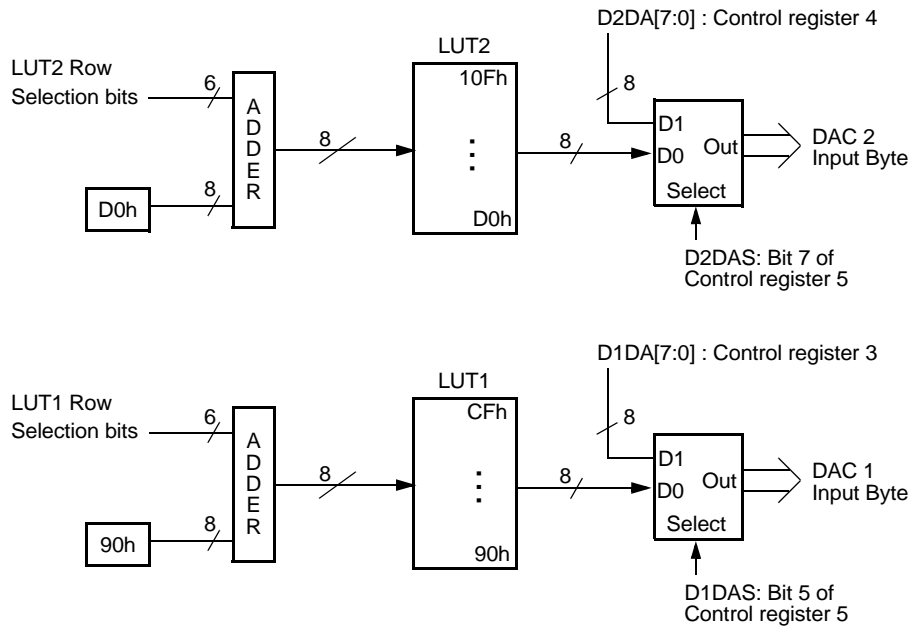 D2DA[7:0] : Control register 4
LUT2
LUT2 Row
Selection bits
6
A
D
D
E
R
8
D0h
8
10Fh
⋮
D0h
8
8
D1
D0
Out
Select
DAC 2
Input Byte
D2DAS: Bit 7 of
Control register 5
D1DA[7:0] : Control register 3
LUT1
LUT1 Row
Selection bits
6
A
D
D
E
R
8
90h
8
CFh
⋮
90h
8
8
D1
D0
Out
Select
DAC 1
Input Byte
D1DAS: Bit 5 of
Control register 5